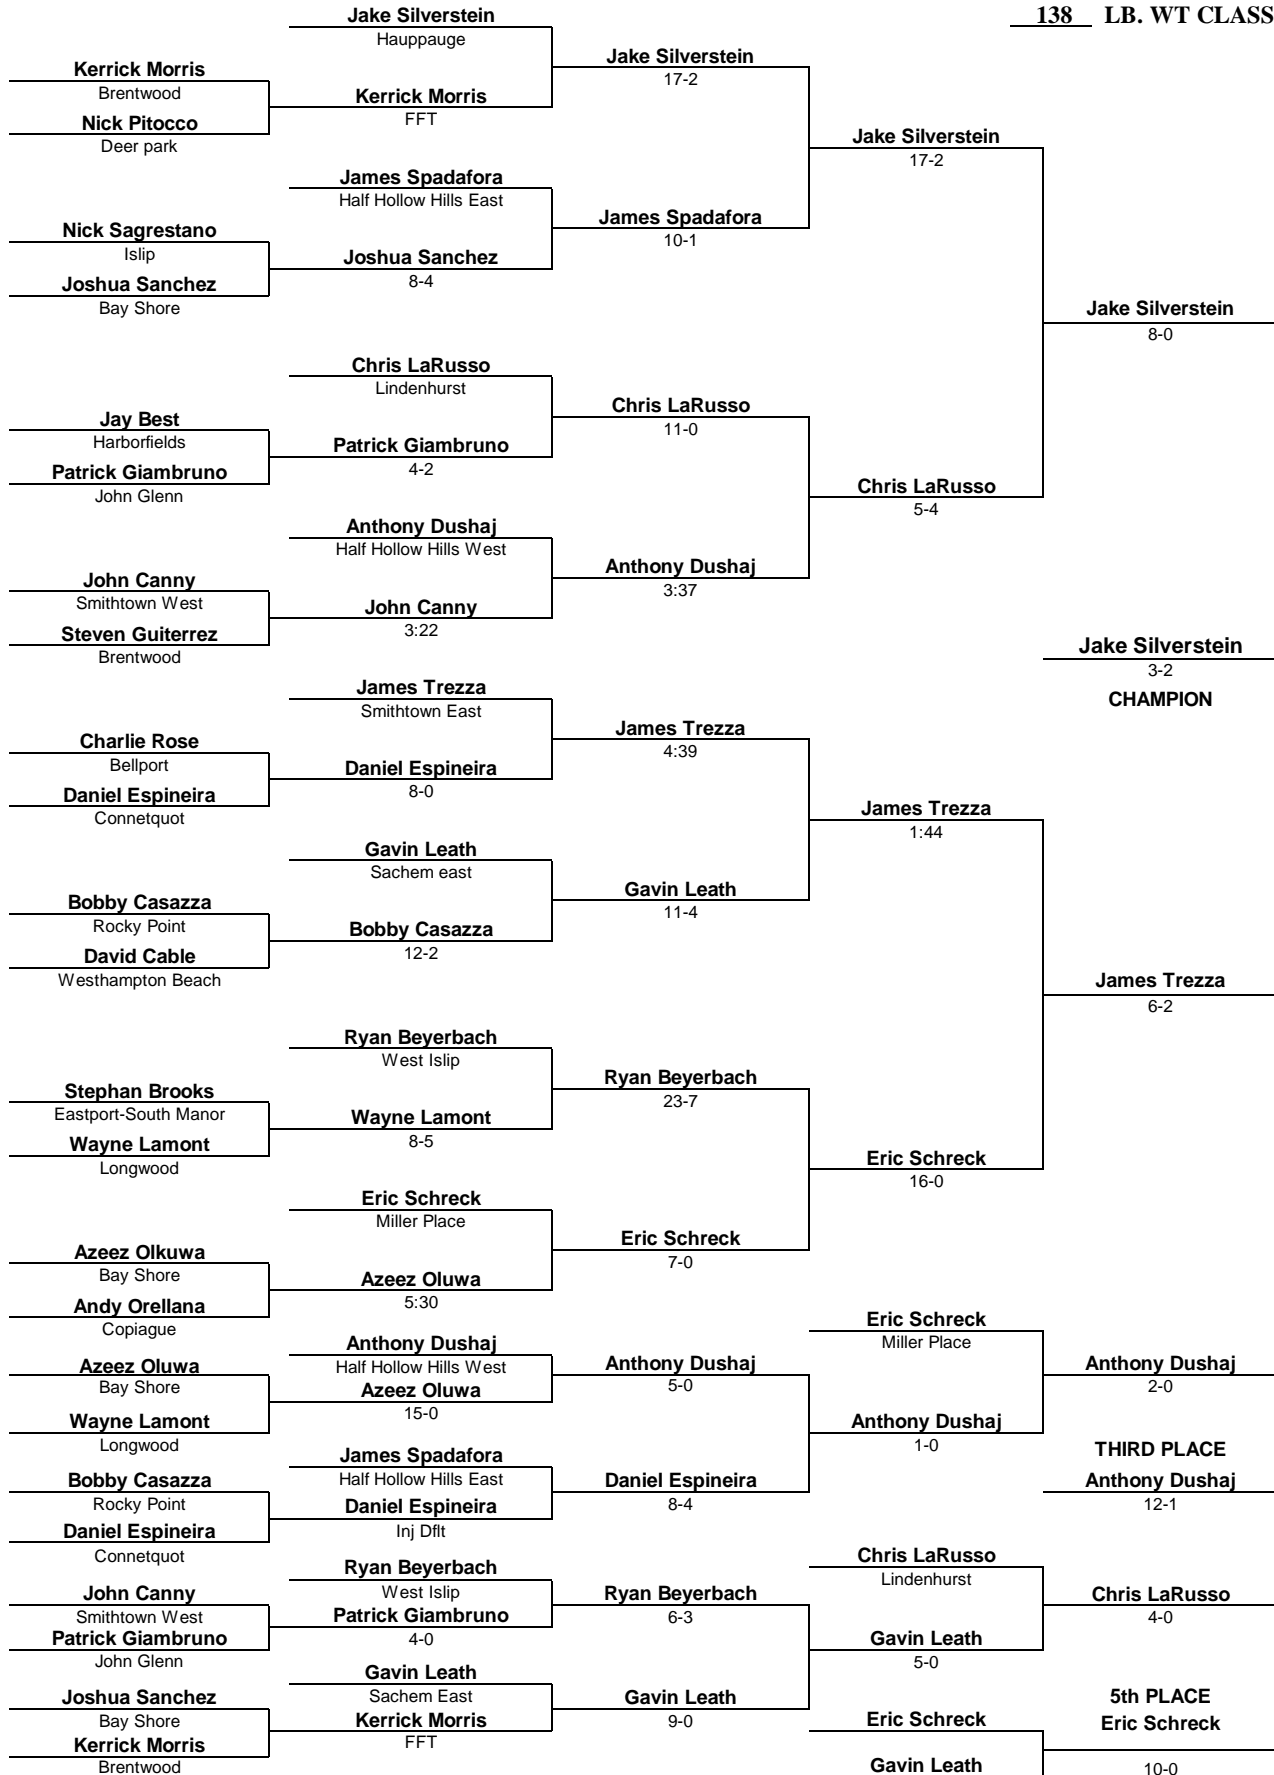 138 LB. WT CLASS
Jake Silverstein
Hauppauge
Jake Silverstein
17-2
Kerrick Morris
Brentwood
Kerrick Morris
FFT
Nick Pitocco
Deer park
Jake Silverstein
17-2
James Spadafora
Half Hollow Hills East
James Spadafora
10-1
Nick Sagrestano
Islip
Joshua Sanchez
8-4
Joshua Sanchez
Bay Shore
Jake Silverstein
8-0
Chris LaRusso
Lindenhurst
Chris LaRusso
11-0
Jay Best
Harborfields
Patrick Giambruno
4-2
Patrick Giambruno
John Glenn
Chris LaRusso
5-4
Anthony Dushaj
Half Hollow Hills West
Anthony Dushaj
3:37
John Canny
Smithtown West
John Canny
3:22
Steven Guiterrez
Brentwood
Jake Silverstein
3-2
CHAMPION
James Trezza
Smithtown East
James Trezza
4:39
Charlie Rose
Bellport
Daniel Espineira
8-0
Daniel Espineira
Connetquot
James Trezza
1:44
Gavin Leath
Sachem east
Gavin Leath
11-4
Bobby Casazza
Rocky Point
Bobby Casazza
12-2
David Cable
Westhampton Beach
James Trezza
6-2
Ryan Beyerbach
West Islip
Ryan Beyerbach
23-7
Stephan Brooks
Eastport-South Manor
Wayne Lamont
8-5
Wayne Lamont
Longwood
Eric Schreck
16-0
Eric Schreck
Miller Place
Eric Schreck
7-0
Azeez Olkuwa
Bay Shore
Azeez Oluwa
5:30
Andy Orellana
Copiague
Eric Schreck
Miller Place
Anthony Dushaj
Half Hollow Hills West
Anthony Dushaj
5-0
Azeez Oluwa
Bay Shore
Azeez Oluwa
15-0
Anthony Dushaj
2-0
Wayne Lamont
Longwood
Anthony Dushaj
1-0
THIRD PLACE
James Spadafora
Half Hollow Hills East
Daniel Espineira
8-4
Anthony Dushaj
12-1
Bobby Casazza
Rocky Point
Daniel Espineira
Inj Dflt
Daniel Espineira
Connetquot
Chris LaRusso
Lindenhurst
Ryan Beyerbach
West Islip
Ryan Beyerbach
6-3
Chris LaRusso
4-0
John Canny
Smithtown West
Patrick Giambruno
4-0
Patrick Giambruno
John Glenn
Gavin Leath
5-0
Gavin Leath
Sachem East
Gavin Leath
9-0
Joshua Sanchez
Bay Shore
Kerrick Morris
FFT
Kerrick Morris
Brentwood
5th PLACE
Eric Schreck
Eric Schreck
Gavin Leath
10-0